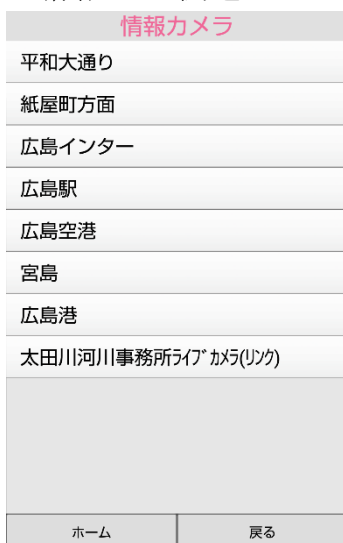 情報カメラ
平和大通り
紙屋町方面
広島インター
広島駅
広島空港
宮島
広島港
太田川河川事務所ﾗｲﾌﾞｶﾒﾗ(ﾘﾝｸ)
ホーム
戻る